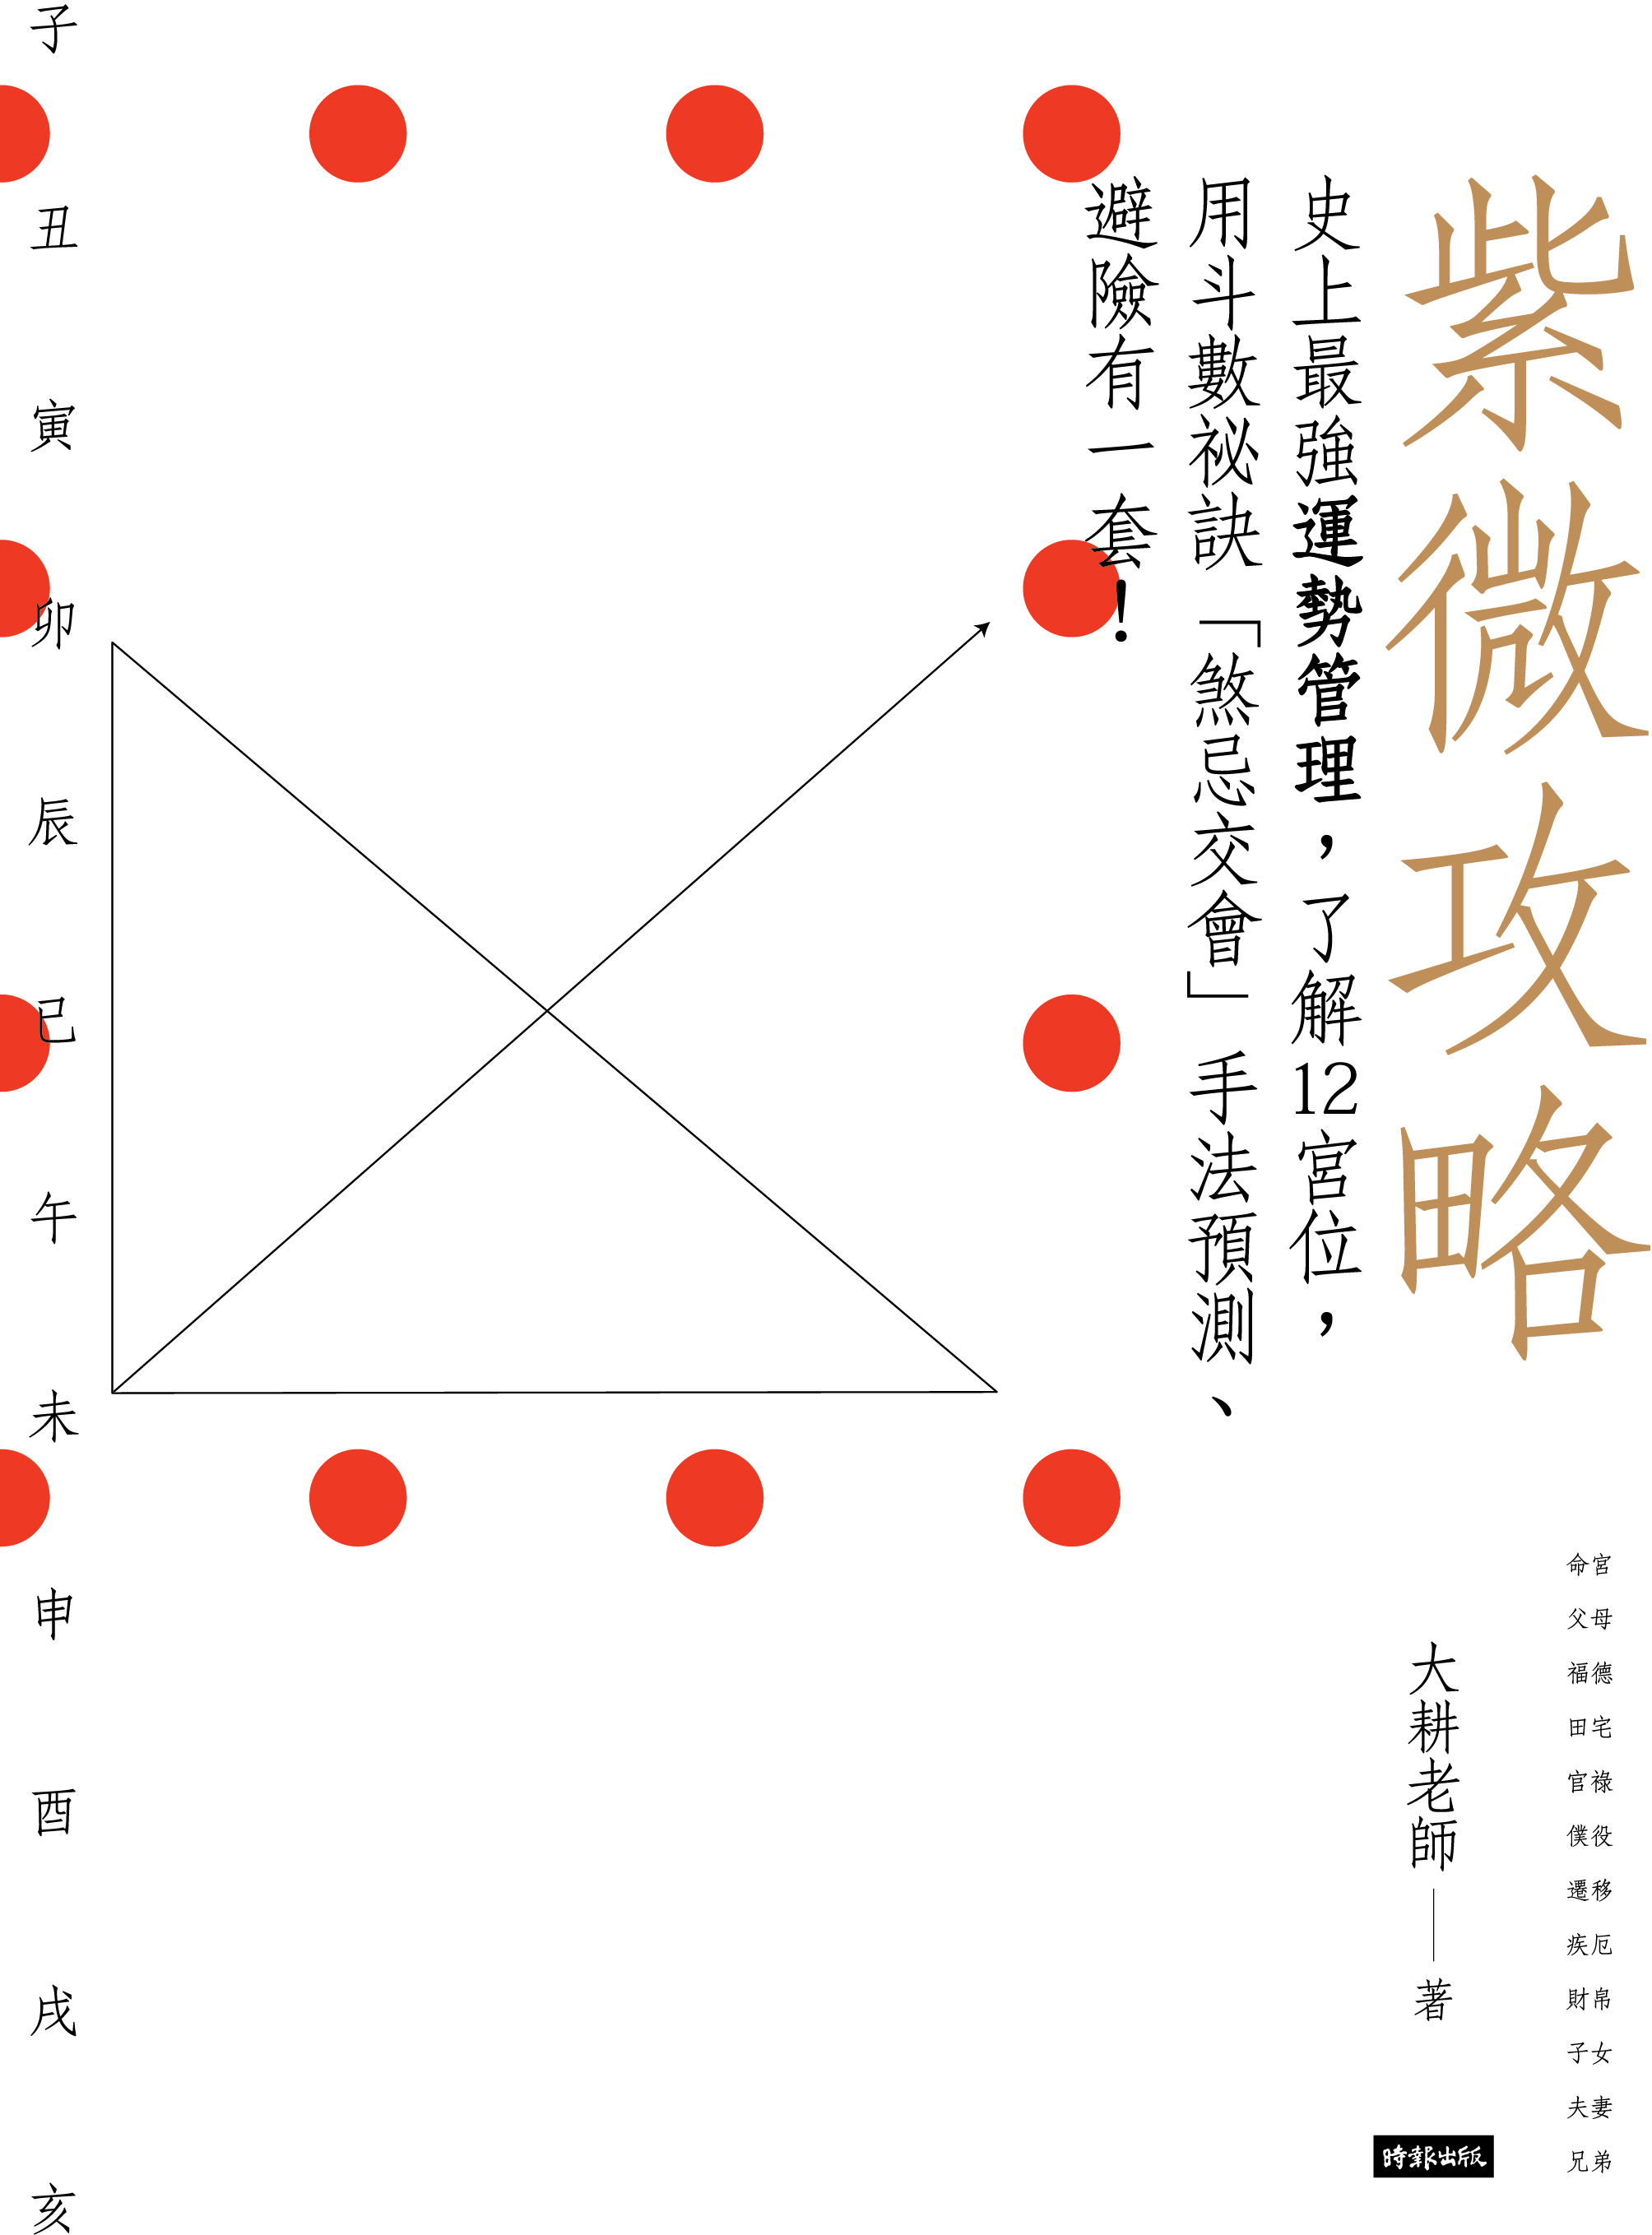 紫微攻略
史上最強運勢管理，了解12宮位，
用斗數祕訣「煞忌交會」手法預測、
避險有一套！
大耕老師——著
命宮
父母
福德
田宅
官祿
僕役
遷移
疾厄
財帛
子女
夫妻
兄弟
時報出版
子
丑
寅
卯
辰
巳
午
未
申
酉
戌
亥